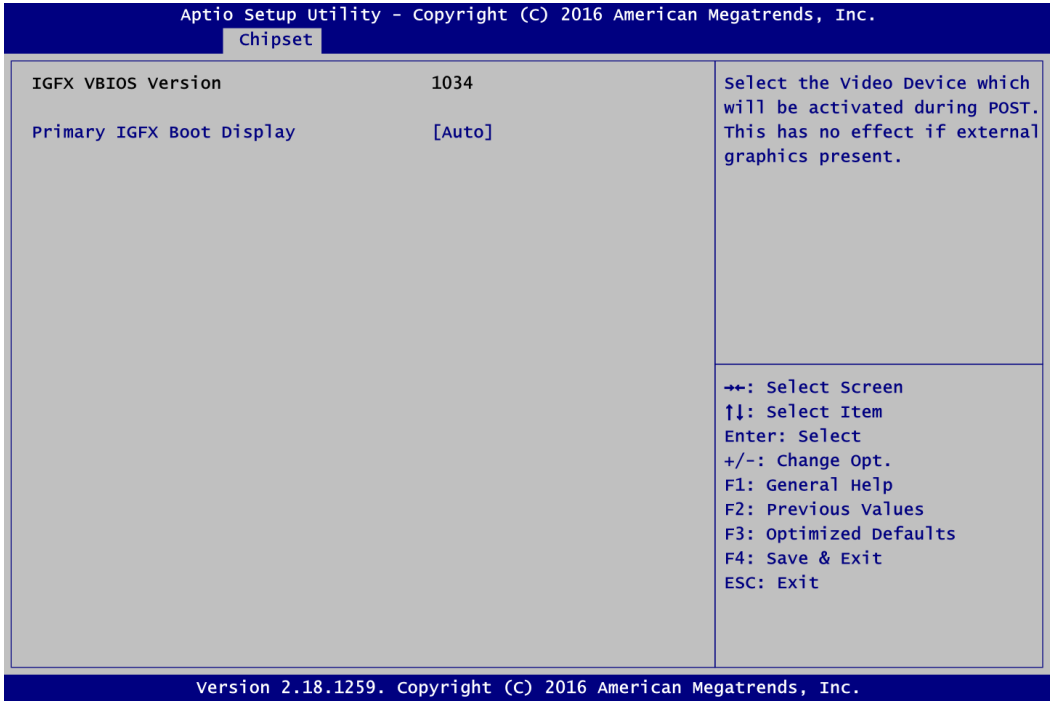 Aptio Setup Utility - Copyright (C) 2016 American Megatrends, Inc.
Chipset
IGFX VBIOS Version 1034
Primary IGFX Boot Display [Auto]
Select the Video Device which
will be activated during POST.
This has no effect if external
graphics present.
→←: Select Screen
↑↓: Select Item
Enter: Select
+/-: Change Opt.
F1: General Help
F2: Previous Values
F3: Optimized Defaults
F4: Save & Exit
ESC: Exit
Version 2.18.1259. Copyright (C) 2016 American Megatrends, Inc.